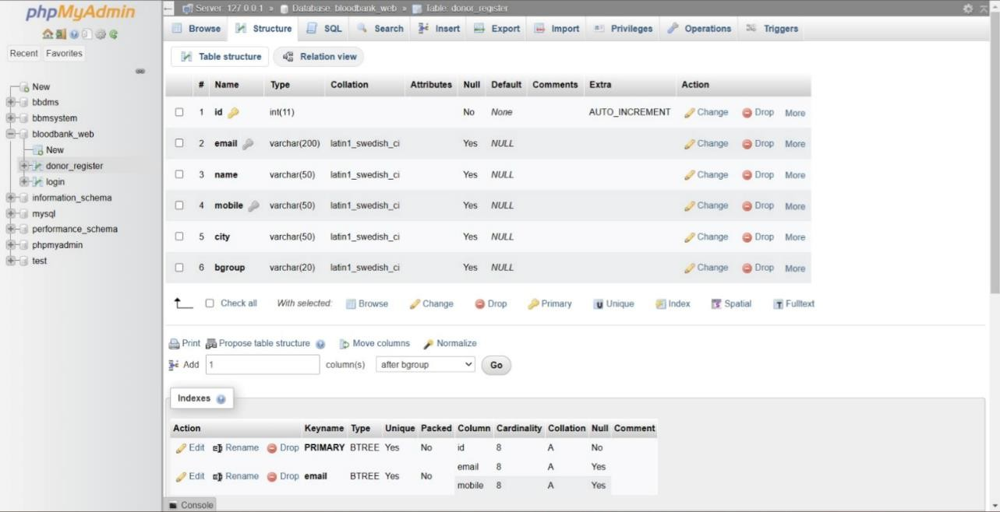 phpMyAdmin
Recent Favorites
New
bbdms
bbmsystem
bloodbank_web
New
donor_register
login
information_schema
mysql
performance_schema
phpmyadmin
test
Server: 127.0.0.1 » Database: bloodbank_web » Table: donor_register
Browse Structure SQL Search Insert Export Import Privileges Operations Triggers
Table structure Relation view
# Name Type Collation Attributes Null Default Comments Extra Action
1 id int(11) No None AUTO_INCREMENT Change Drop More
2 email varchar(200) latin1_swedish_ci Yes NULL Change Drop More
3 name varchar(50) latin1_swedish_ci Yes NULL Change Drop More
4 mobile varchar(50) latin1_swedish_ci Yes NULL Change Drop More
5 city varchar(50) latin1_swedish_ci Yes NULL Change Drop More
6 bgroup varchar(20) latin1_swedish_ci Yes NULL Change Drop More
Check all With selected: Browse Change Drop Primary Unique Index Spatial Fulltext
Print Propose table structure Move columns Normalize
Add 1 column(s) after bgroup Go
Indexes
Action Keyname Type Unique Packed Column Cardinality Collation Null Comment
Edit Rename Drop PRIMARY BTREE Yes No id 8 A No
Edit Rename Drop email BTREE Yes No email 8 A Yes
mobile 8 A Yes
Console